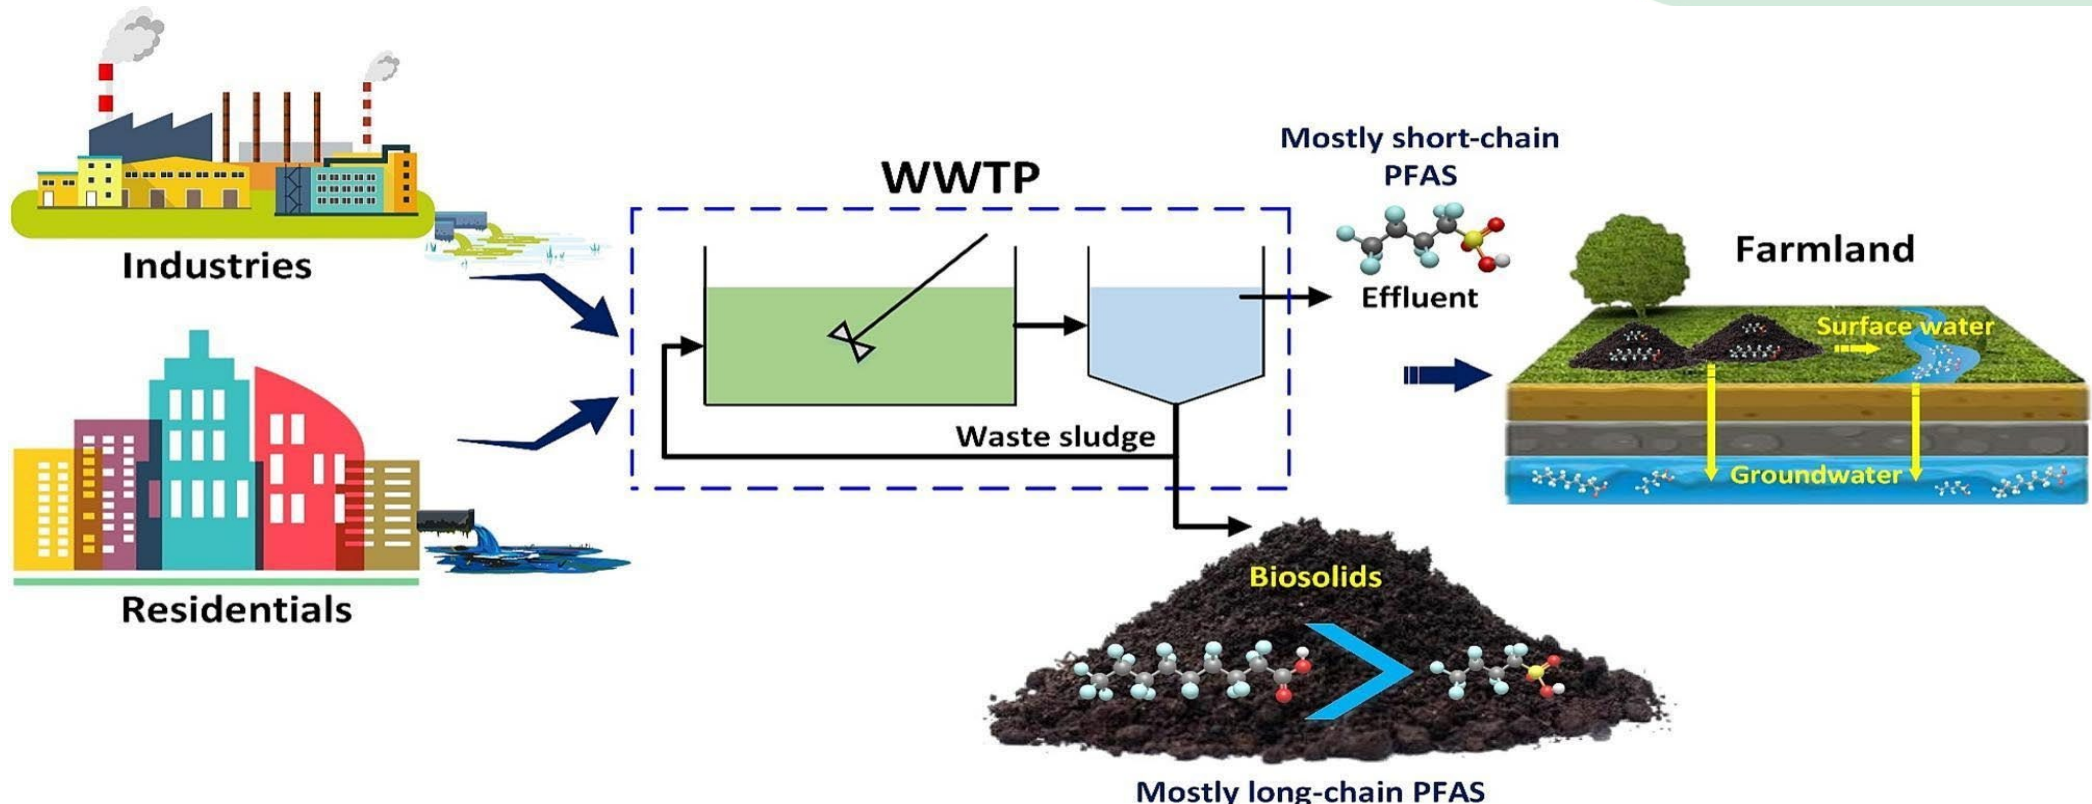 Industries
Residentials
WWTP
Waste sludge
Mostly short-chain
PFAS
Effluent
Farmland
Surface water
Groundwater
Biosolids
Mostly long-chain PFAS